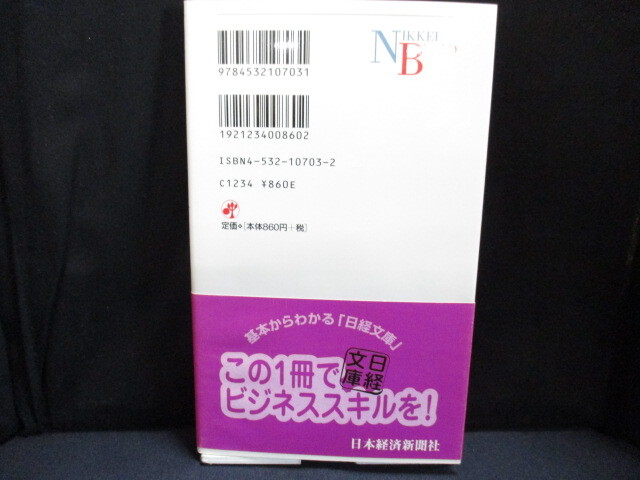 NIKKEI
B
9784532107031
1921234008602
ISBN4-532-10703-2
C1234 ¥860E
定価 [本体860円+税]
基本からわかる「日経文庫」
この1冊で
日経文庫
ビジネススキルを!
日本経済新聞社